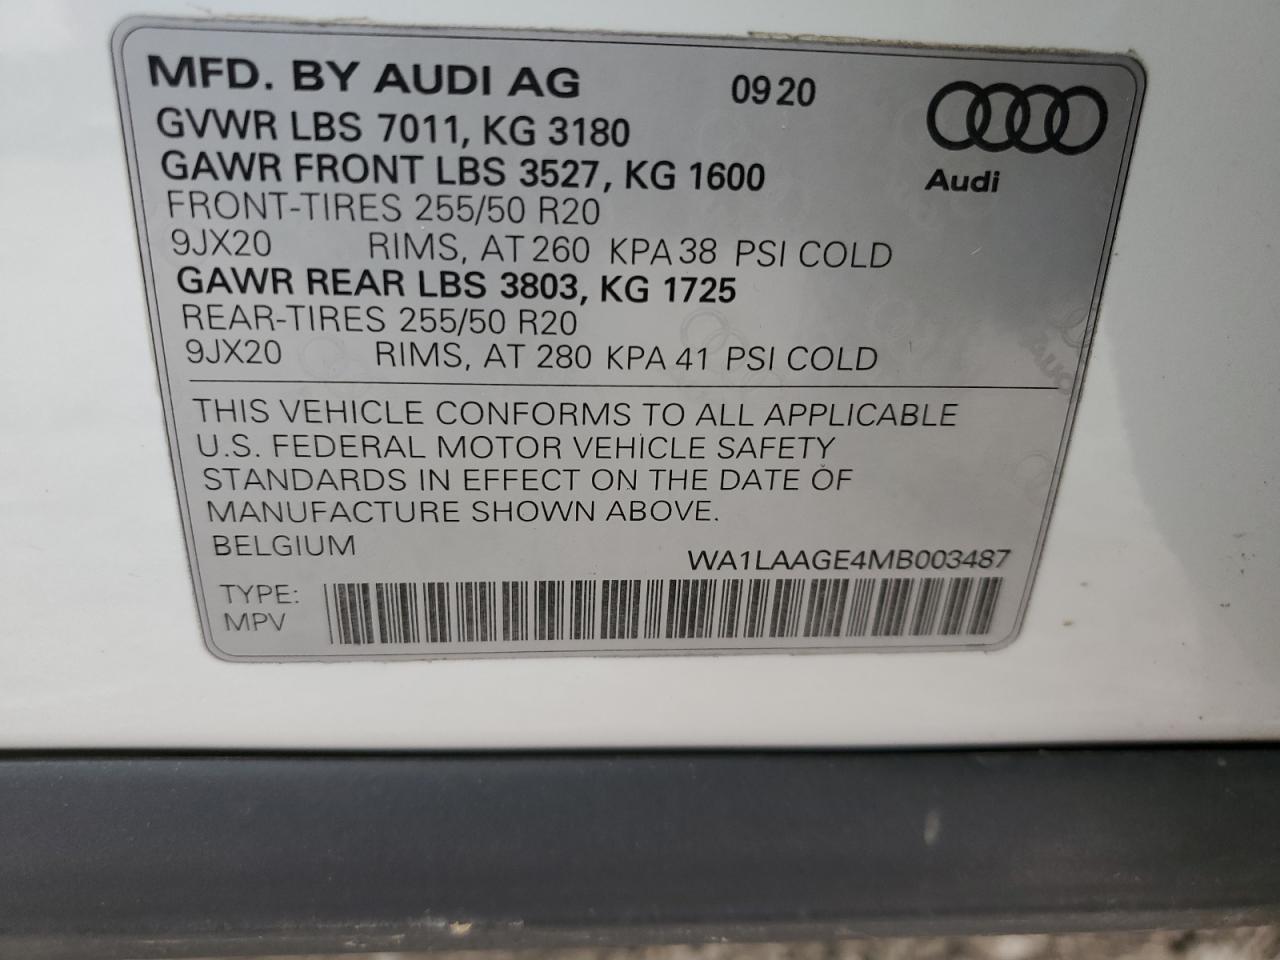 MFD. BY AUDI AG 0920
GVWR LBS 7011, KG 3180
GAWR FRONT LBS 3527, KG 1600
Audi
FRONT-TIRES 255/50 R20
9JX20 RIMS, AT 260 KPA 38 PSI COLD
GAWR REAR LBS 3803, KG 1725
REAR-TIRES 255/50 R20
9JX20 RIMS, AT 280 KPA 41 PSI COLD
THIS VEHICLE CONFORMS TO ALL APPLICABLE
U.S. FEDERAL MOTOR VEHICLE SAFETY
STANDARDS IN EFFECT ON THE DATE OF
MANUFACTURE SHOWN ABOVE.
BELGIUM WA1LAAGE4MB003487
TYPE:
MPV